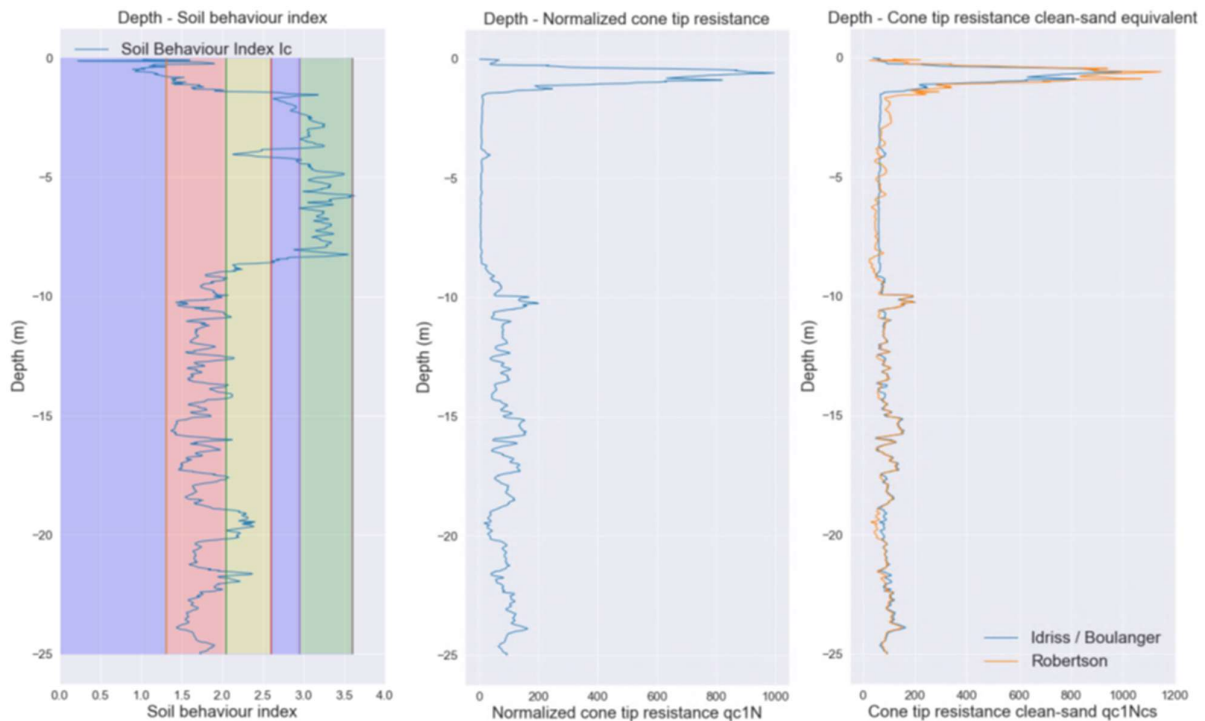 Depth - Soil behaviour index
Soil Behaviour Index Ic
0
−5
−10
−15
−20
−25
Depth (m)
0.0 0.5 1.0 1.5 2.0 2.5 3.0 3.5 4.0
Soil behaviour index
Depth - Normalized cone tip resistance
0
−5
−10
−15
−20
−25
Depth (m)
0 200 400 600 800 1000
Normalized cone tip resistance qc1N
Depth - Cone tip resistance clean-sand equivalent
0
−5
−10
−15
−20
−25
Depth (m)
Idriss / Boulanger
Robertson
0 200 400 600 800 1000 1200
Cone tip resistance clean-sand qc1Ncs